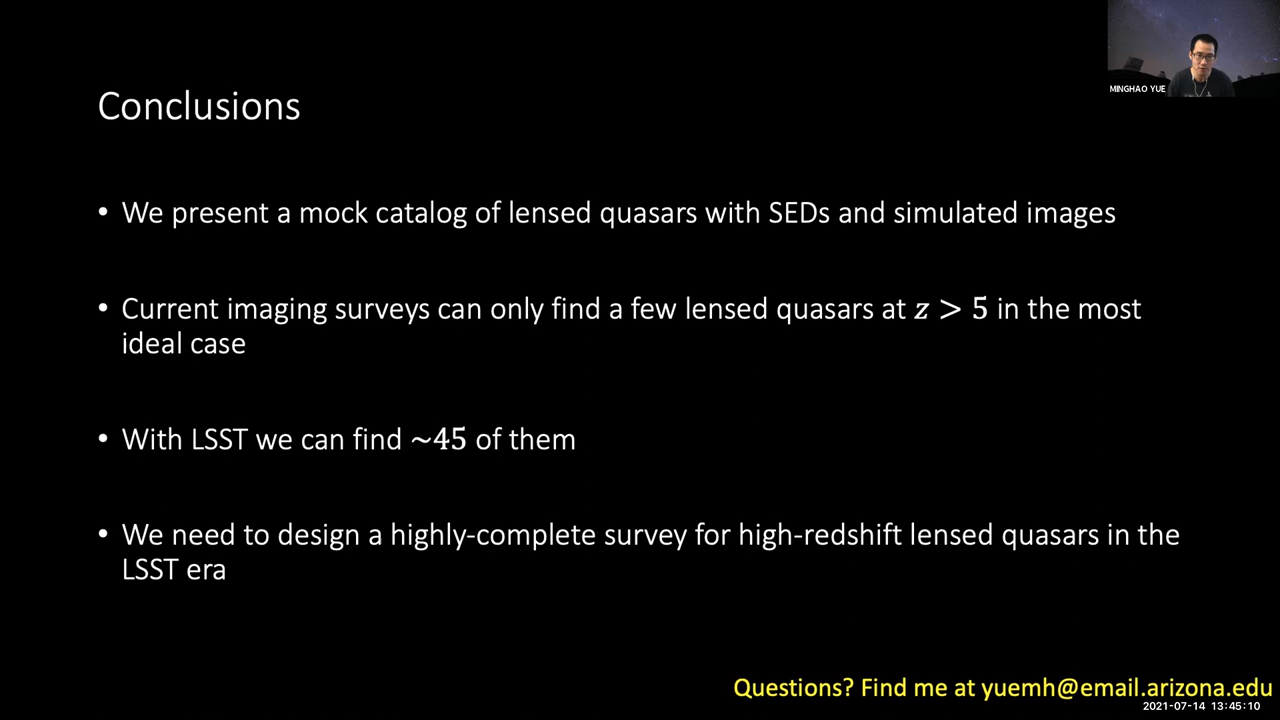 MINGHAO YUE
Conclusions
• We present a mock catalog of lensed quasars with SEDs and simulated images
• Current imaging surveys can only find a few lensed quasars at z > 5 in the most
ideal case
• With LSST we can find ~45 of them
• We need to design a highly-complete survey for high-redshift lensed quasars in the
LSST era
Questions? Find me at yuemh@email.arizona.edu
2021-07-14 13:45:10